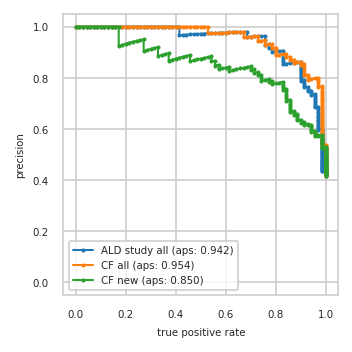 1.0
0.8
0.6
0.4
0.2
0.0
precision
ALD study all (aps: 0.942)
CF all (aps: 0.954)
CF new (aps: 0.850)
0.0 0.2 0.4 0.6 0.8 1.0
true positive rate